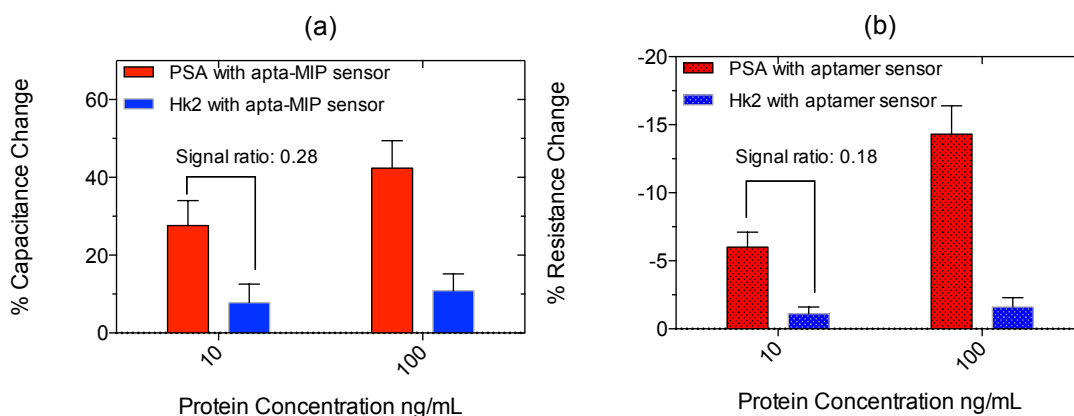 (a)
% Capacitance Change
60
40
20
0
PSA with apta-MIP sensor
Hk2 with apta-MIP sensor
Signal ratio: 0.28
10
100
Protein Concentration ng/mL
(b)
% Resistance Change
-20
-15
-10
-5
0
PSA with aptamer sensor
Hk2 with aptamer sensor
Signal ratio: 0.18
10
100
Protein Concentration ng/mL